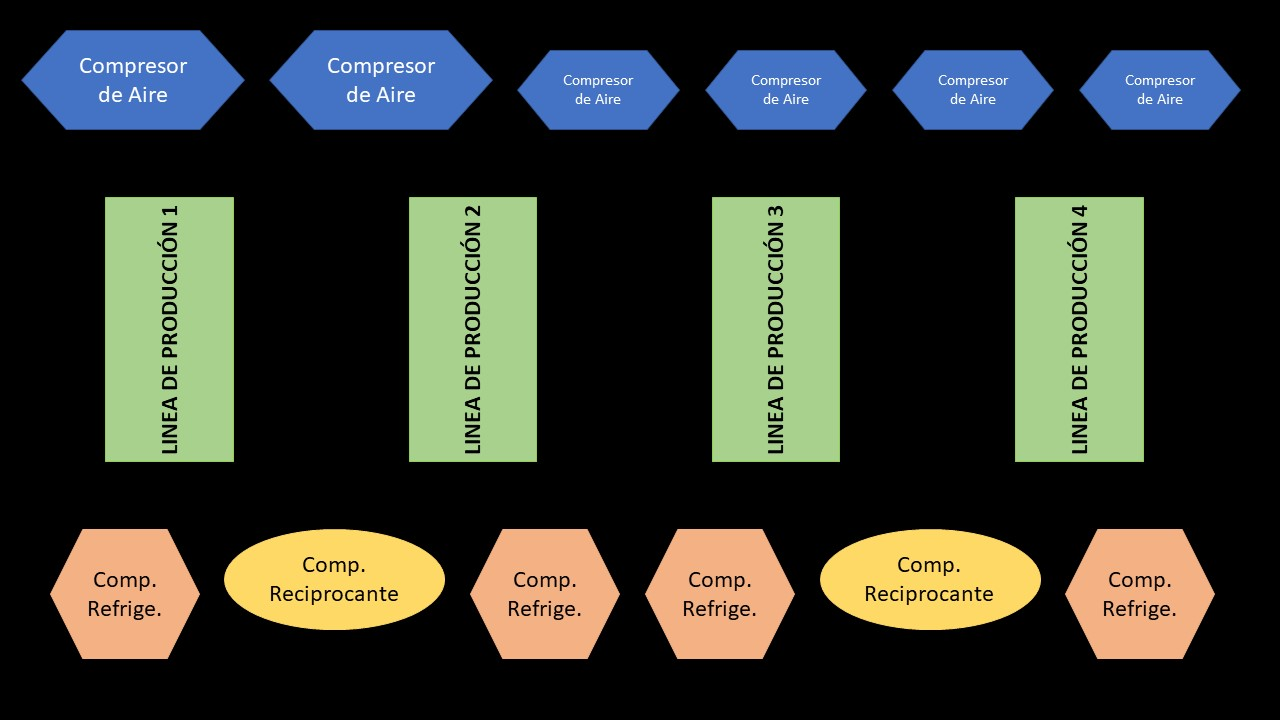 Compresor
de Aire
Compresor
de Aire
Compresor
de Aire
Compresor
de Aire
Compresor
de Aire
Compresor
de Aire
LINEA DE PRODUCCIÓN 1
LINEA DE PRODUCCIÓN 2
LINEA DE PRODUCCIÓN 3
LINEA DE PRODUCCIÓN 4
Comp.
Refrige.
Comp.
Reciprocante
Comp.
Refrige.
Comp.
Refrige.
Comp.
Reciprocante
Comp.
Refrige.